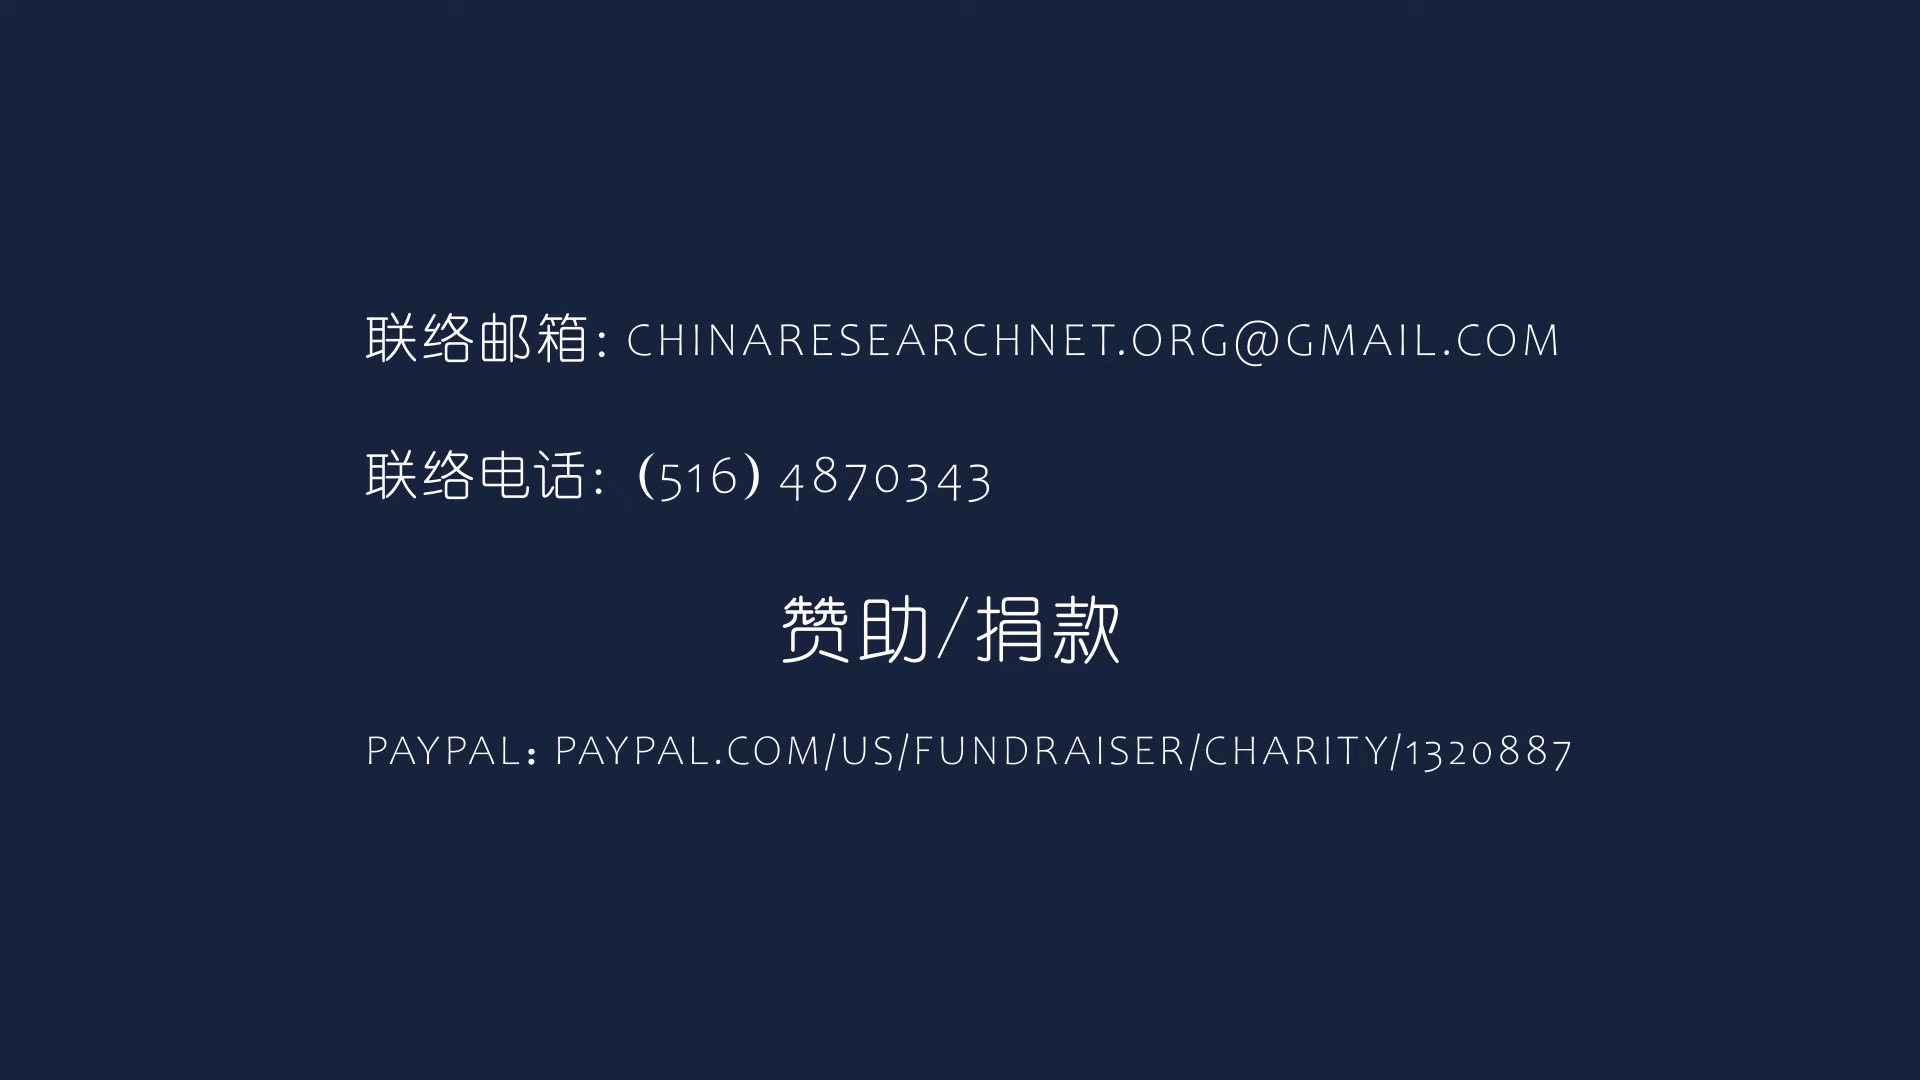 联络邮箱: CHINARESEARCHNET.ORG@GMAIL.COM
联络电话: (516) 4870343
赞助/捐款
PAYPAL: PAYPAL.COM/US/FUNDRAISER/CHARITY/1320887